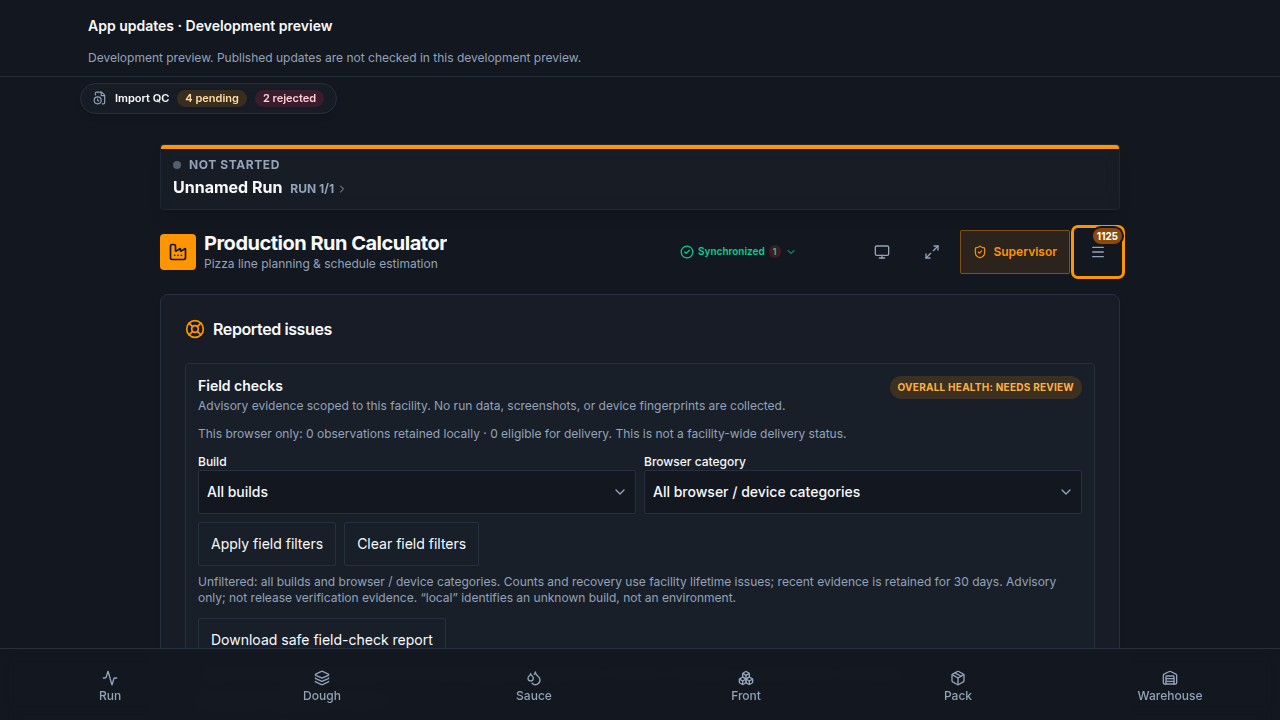 App updates · Development preview
Development preview. Published updates are not checked in this development preview.
Import QC 4 pending 2 rejected
NOT STARTED
Unnamed Run RUN 1/1
Production Run Calculator
Pizza line planning & schedule estimation
Synchronized 1
Supervisor
1125
Reported issues
Field checks
OVERALL HEALTH: NEEDS REVIEW
Advisory evidence scoped to this facility. No run data, screenshots, or device fingerprints are collected.
This browser only: 0 observations retained locally · 0 eligible for delivery. This is not a facility-wide delivery status.
Build
Browser category
All builds
All browser / device categories
Apply field filters
Clear field filters
Unfiltered: all builds and browser / device categories. Counts and recovery use facility lifetime issues; recent evidence is retained for 30 days. Advisory
only; not release verification evidence. “local” identifies an unknown build, not an environment.
Download safe field-check report
Run
Dough
Sauce
Front
Pack
Warehouse